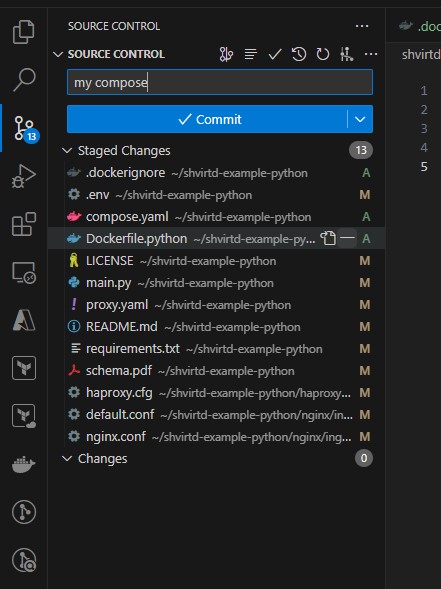 SOURCE CONTROL ...
SOURCE CONTROL ...
.doc
my compose
shvirtd
Commit
1
2
3
4
5
13
Staged Changes 13
.dockerignore ~/shvirtd-example-python A
.env ~/shvirtd-example-python M
compose.yaml ~/shvirtd-example-python A
Dockerfile.python ~/shvirtd-example-py... A
LICENSE ~/shvirtd-example-python M
main.py ~/shvirtd-example-python M
! proxy.yaml ~/shvirtd-example-python M
README.md ~/shvirtd-example-python M
requirements.txt ~/shvirtd-example-python M
schema.pdf ~/shvirtd-example-python M
haproxy.cfg ~/shvirtd-example-python/haproxy... M
default.conf ~/shvirtd-example-python/nginx/in... M
nginx.conf ~/shvirtd-example-python/nginx/ing... M
Changes 0